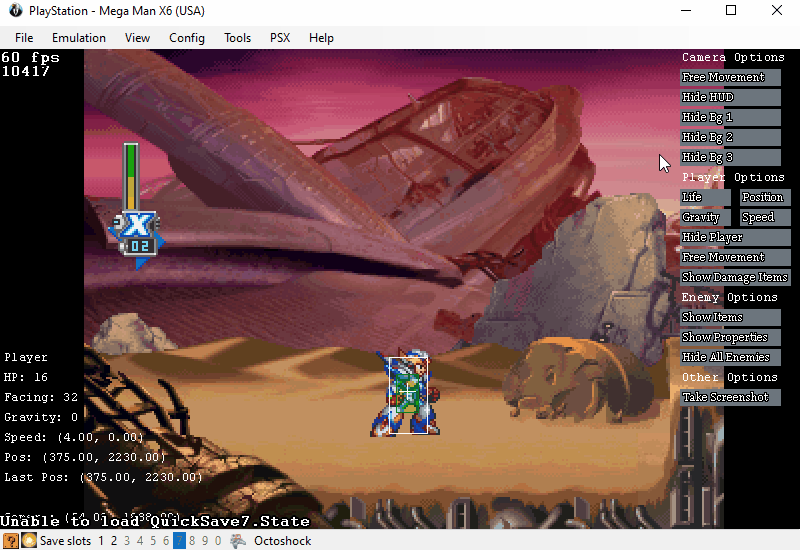 PlayStation - Mega Man X6 (USA)
File Emulation View Config Tools PSX Help
60 fps
10417
Camera Options
Free Movement
Hide HUD
Hide Bg 1
Hide Bg 2
Hide Bg 3
Player Options
Life Position
Gravity Speed
Hide Player
Free Movement
Show Damage Items
Enemy Options
Show Items
Show Properties
Hide All Enemies
Other Options
Take Screenshot
X
02
Player
HP: 16
Facing: 32
Gravity: 0
Speed: (4.00, 0.00)
Pos: (375.00, 2230.00)
Last Pos: (375.00, 2230.00)
Unable to load QuickSave7.State
Save slots 1 2 3 4 5 6 7 8 9 0 Octoshock